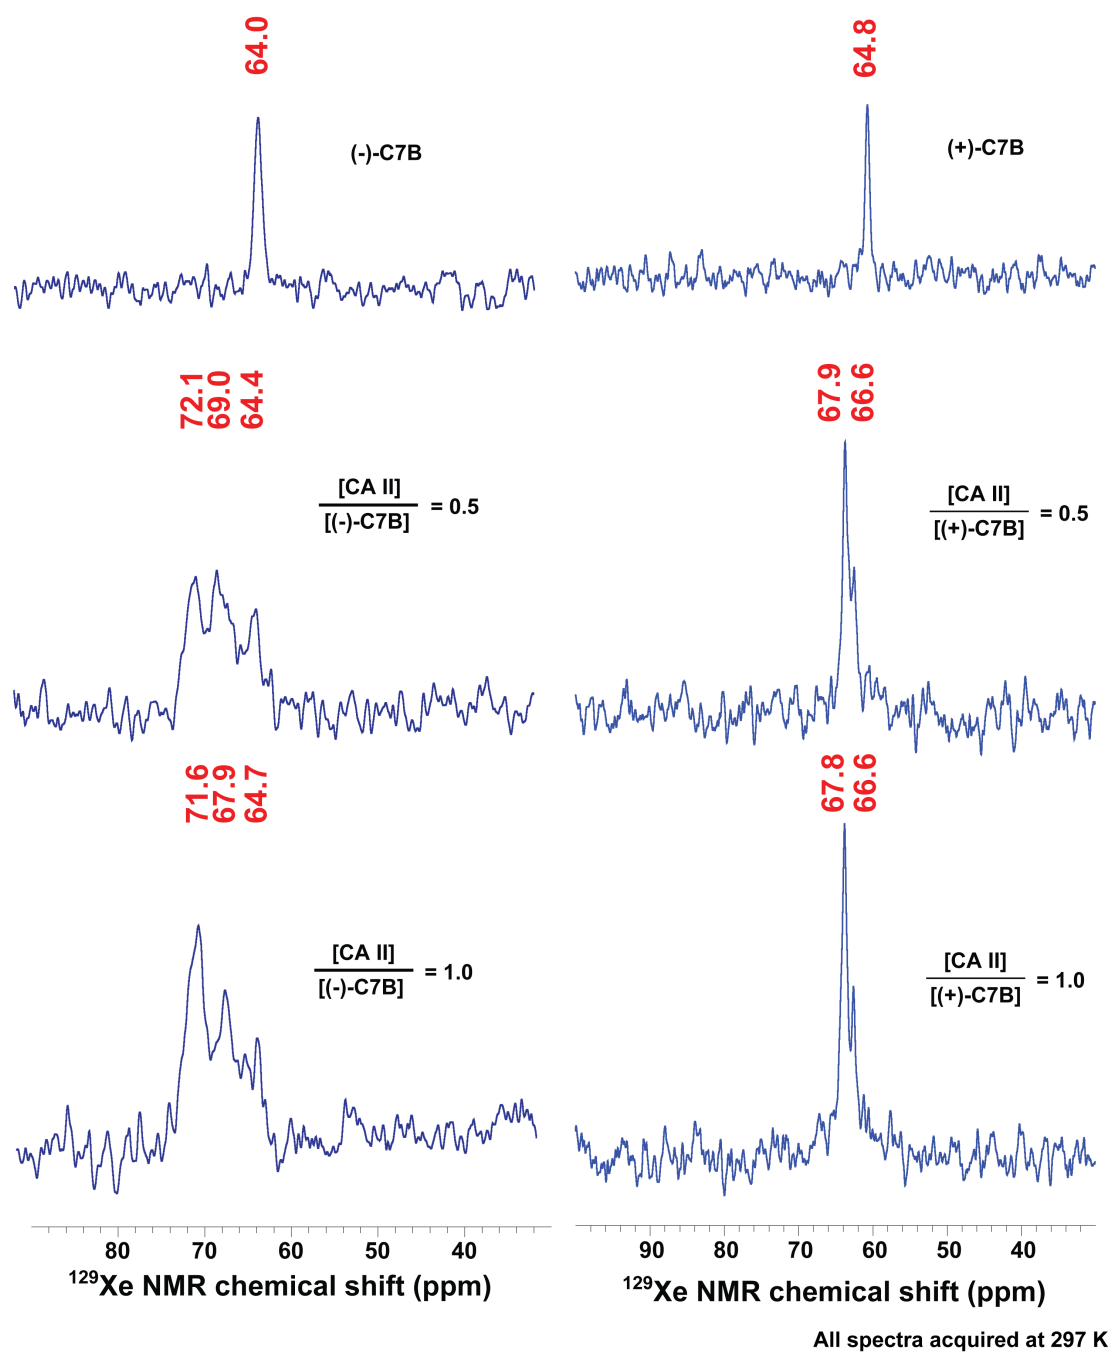 64.0
(-)-C7B
64.8
(+)-C7B
72.1
69.0
64.4
[CA II]
[(-)-C7B]
= 0.5
67.9
66.6
[CA II]
[(+)-C7B]
= 0.5
71.6
67.9
64.7
[CA II]
[(-)-C7B]
= 1.0
67.8
66.6
[CA II]
[(+)-C7B]
= 1.0
80 70 60 50 40
129Xe NMR chemical shift (ppm)
90 80 70 60 40
129Xe NMR chemical shift (ppm)
All spectra acquired at 297 K